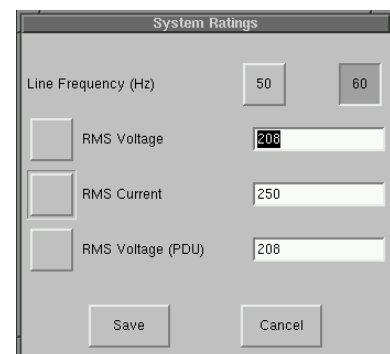 System Ratings
Line Frequency (Hz) 50 60
RMS Voltage 208
RMS Current 250
RMS Voltage (PDU) 208
Save Cancel